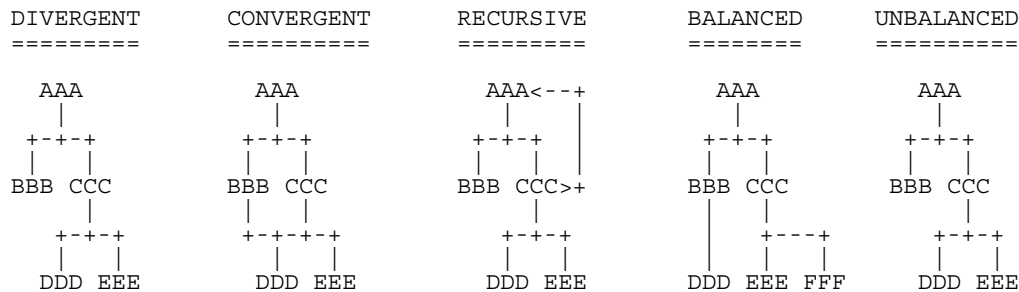 DIVERGENT CONVERGENT RECURSIVE BALANCED UNBALANCED
========= ========== ========= ======== ==========
AAA AAA AAA<--+ AAA AAA
| | | | | |
+-+-+ +-+-+ +-+-+ | +-+-+ +-+-+
| | | | | | | | | | |
BBB CCC BBB CCC BBB CCC>+ BBB CCC BBB CCC
| | | | | | |
+-+-+ +-+-+-+ +-+-+ | +---+ +-+-+
| | | | | | | | | | |
DDD EEE DDD EEE DDD EEE DDD EEE FFF DDD EEE